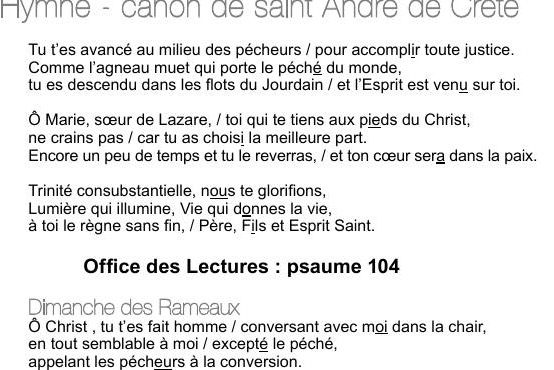 Hymne - canon de saint André de Crète
Tu t’es avancé au milieu des pécheurs / pour accomplir toute justice.
Comme l’agneau muet qui porte le péché du monde,
tu es descendu dans les flots du Jourdain / et l’Esprit est venu sur toi.
Ô Marie, sœur de Lazare, / toi qui te tiens aux pieds du Christ,
ne crains pas / car tu as choisi la meilleure part.
Encore un peu de temps et tu le reverras, / et ton cœur sera dans la paix.
Trinité consubstantielle, nous te glorifions,
Lumière qui illumine, Vie qui donnes la vie,
à toi le règne sans fin, / Père, Fils et Esprit Saint.
Office des Lectures : psaume 104
Dimanche des Rameaux
Ô Christ , tu t’es fait homme / conversant avec moi dans la chair,
en tout semblable à moi / excepté le péché,
appelant les pécheurs à la conversion.